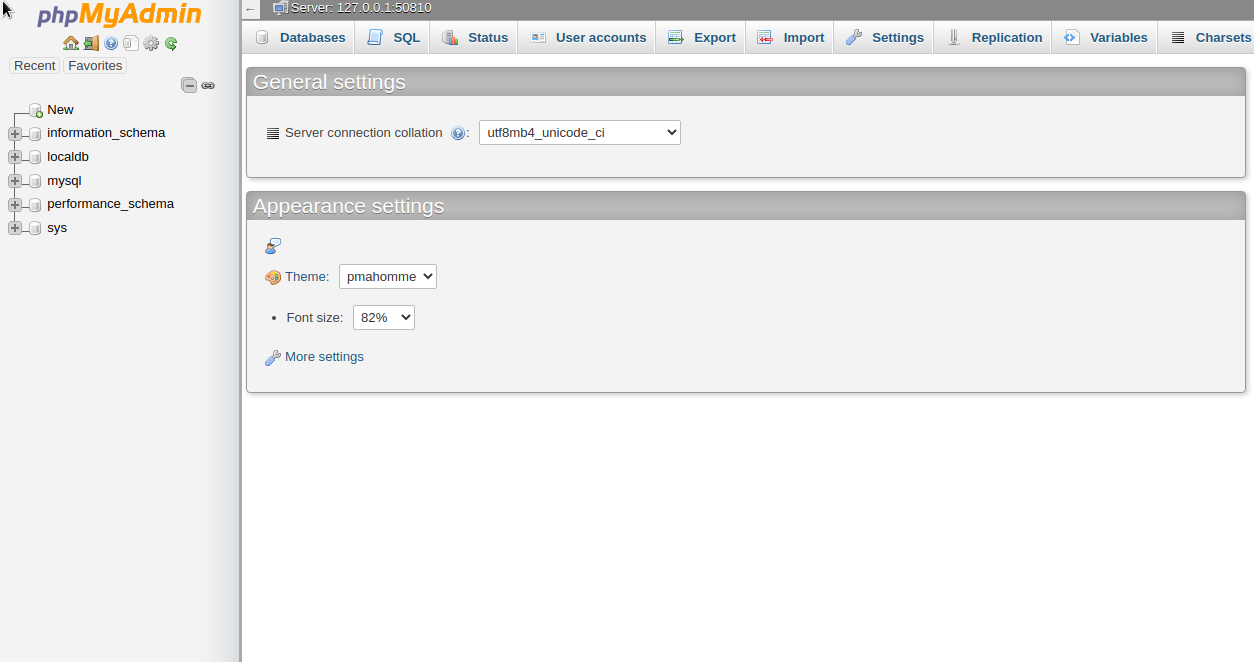 phpMyAdmin
Recent Favorites
New
information_schema
localdb
mysql
performance_schema
sys
← Server: 127.0.0.1:50810
Databases SQL Status User accounts Export Import Settings Replication Variables Charsets
General settings
Server connection collation : utf8mb4_unicode_ci
Appearance settings
Theme: pmahomme
• Font size: 82%
More settings